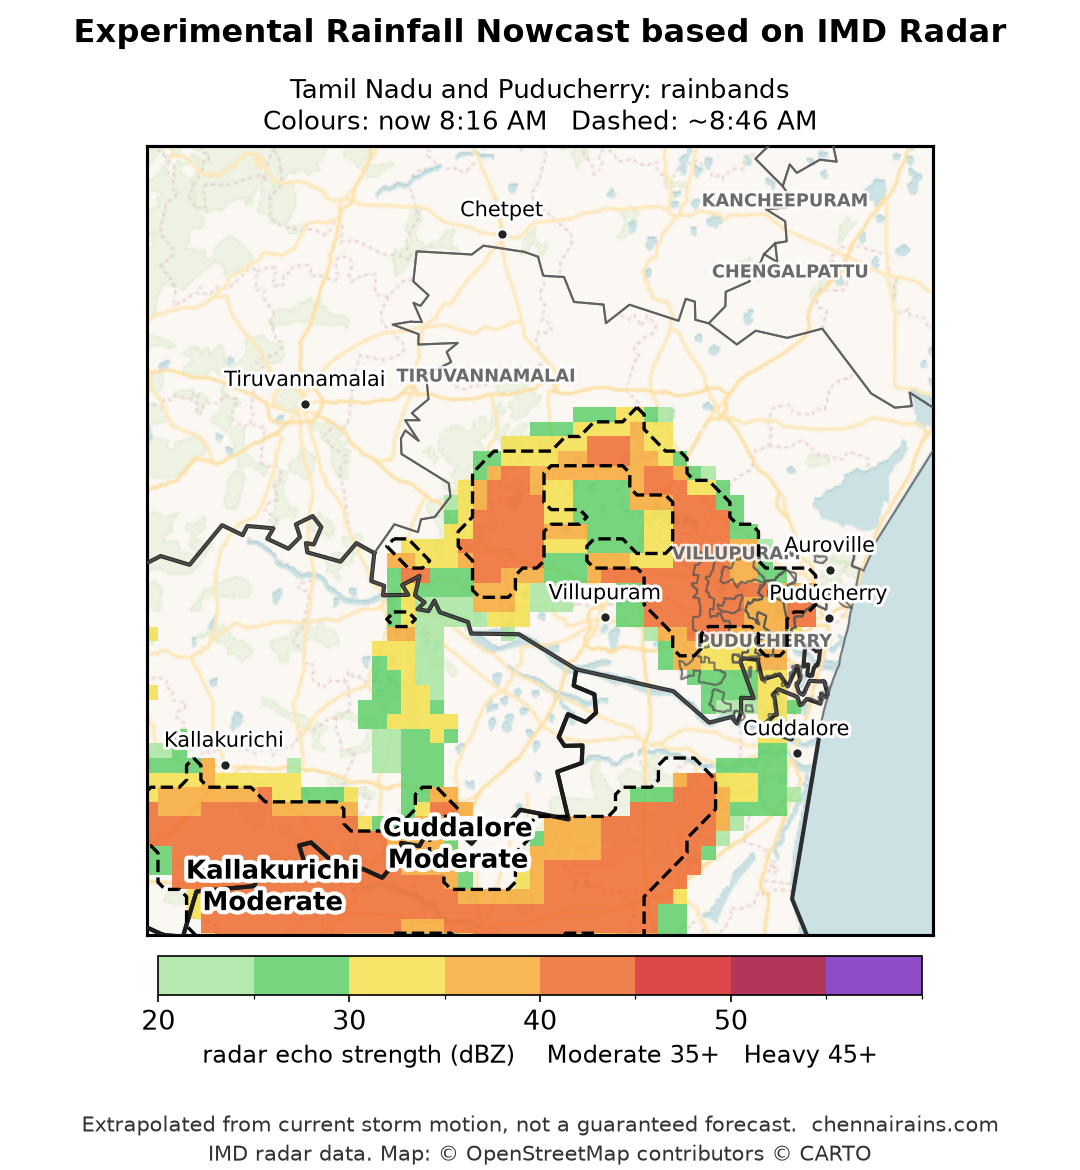 Experimental Rainfall Nowcast based on IMD Radar
Tamil Nadu and Puducherry: rainbands
Colours: now 8:16 AM   Dashed: ~8:46 AM
KANCHEEPURAM
Chetpet
CHENGALPATTU
Tiruvannamalai
TIRUVANNAMALAI
Auroville
VILLUPURAM
Villupuram
Puducherry
PUDUCHERRY
Cuddalore
Kallakurichi
Cuddalore
Moderate
Kallakurichi
Moderate
20 30 40 50
radar echo strength (dBZ)    Moderate 35+   Heavy 45+
Extrapolated from current storm motion, not a guaranteed forecast.  chennairains.com
IMD radar data. Map: © OpenStreetMap contributors © CARTO